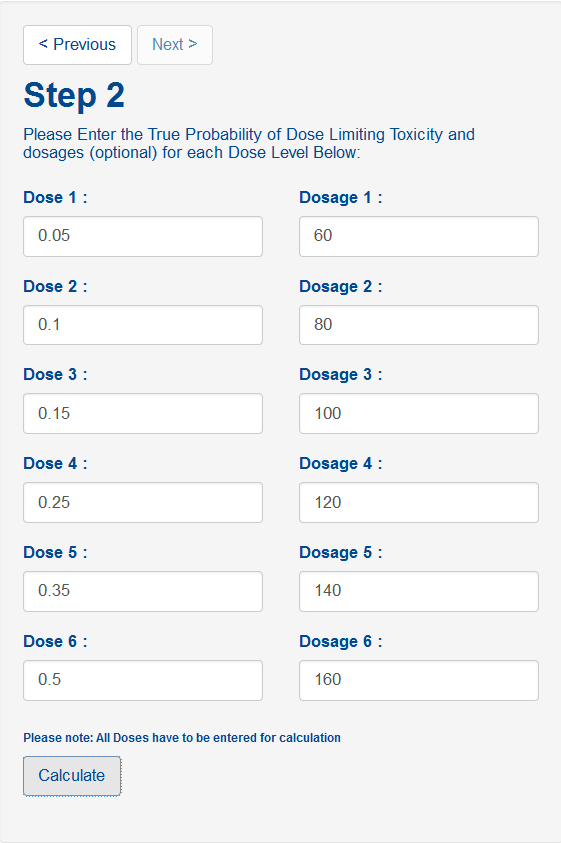 < Previous
Next >
Step 2
Please Enter the True Probability of Dose Limiting Toxicity and
dosages (optional) for each Dose Level Below:
Dose 1 :
Dosage 1 :
0.05
60
Dose 2 :
Dosage 2 :
0.1
80
Dose 3 :
Dosage 3 :
0.15
100
Dose 4 :
Dosage 4 :
0.25
120
Dose 5 :
Dosage 5 :
0.35
140
Dose 6 :
Dosage 6 :
0.5
160
Please note: All Doses have to be entered for calculation
Calculate